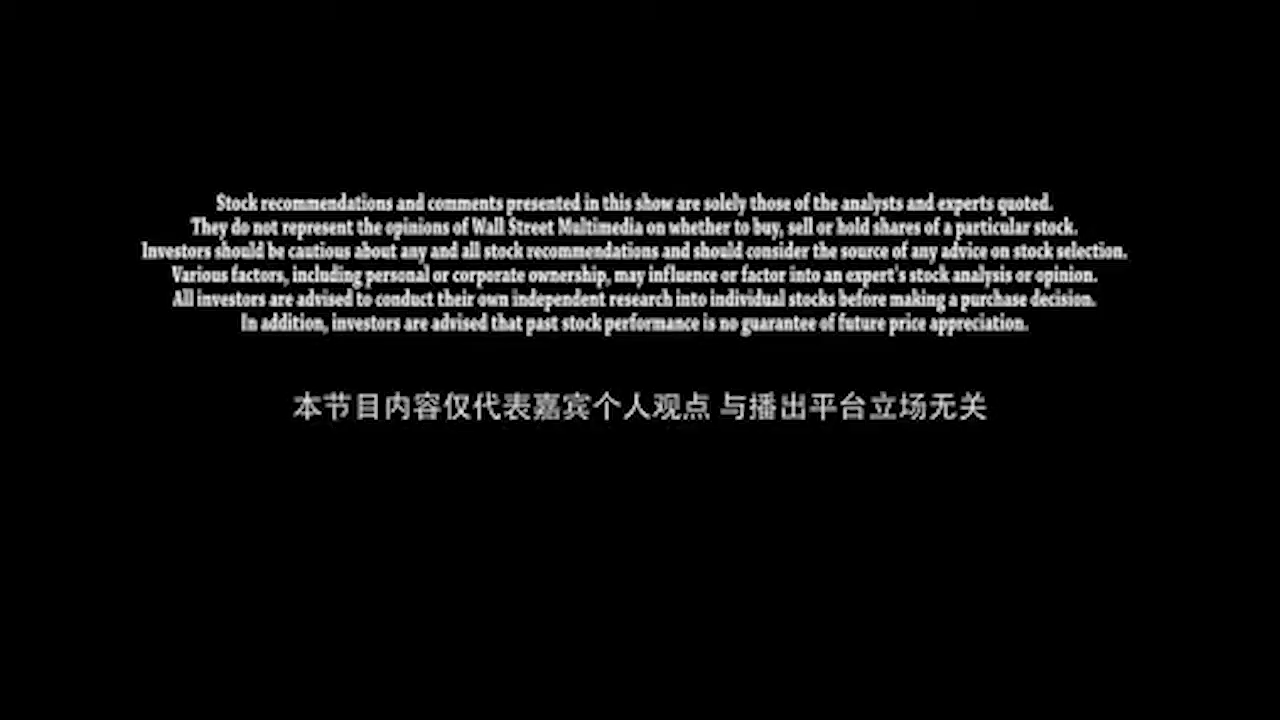 Stock recommendations and comments presented in this show are solely those of the analysts and experts quoted.
They do not represent the opinions of Wall Street Multimedia on whether to buy, sell or hold shares of a particular stock.
Investors should be cautious about any and all stock recommendations and should consider the source of any advice on stock selection.
Various factors, including personal or corporate ownership, may influence or factor into an expert's stock analysis or opinion.
All investors are advised to conduct their own independent research into individual stocks before making a purchase decision.
In addition, investors are advised that past stock performance is no guarantee of future price appreciation.
本节目内容仅代表嘉宾个人观点 与播出平台立场无关